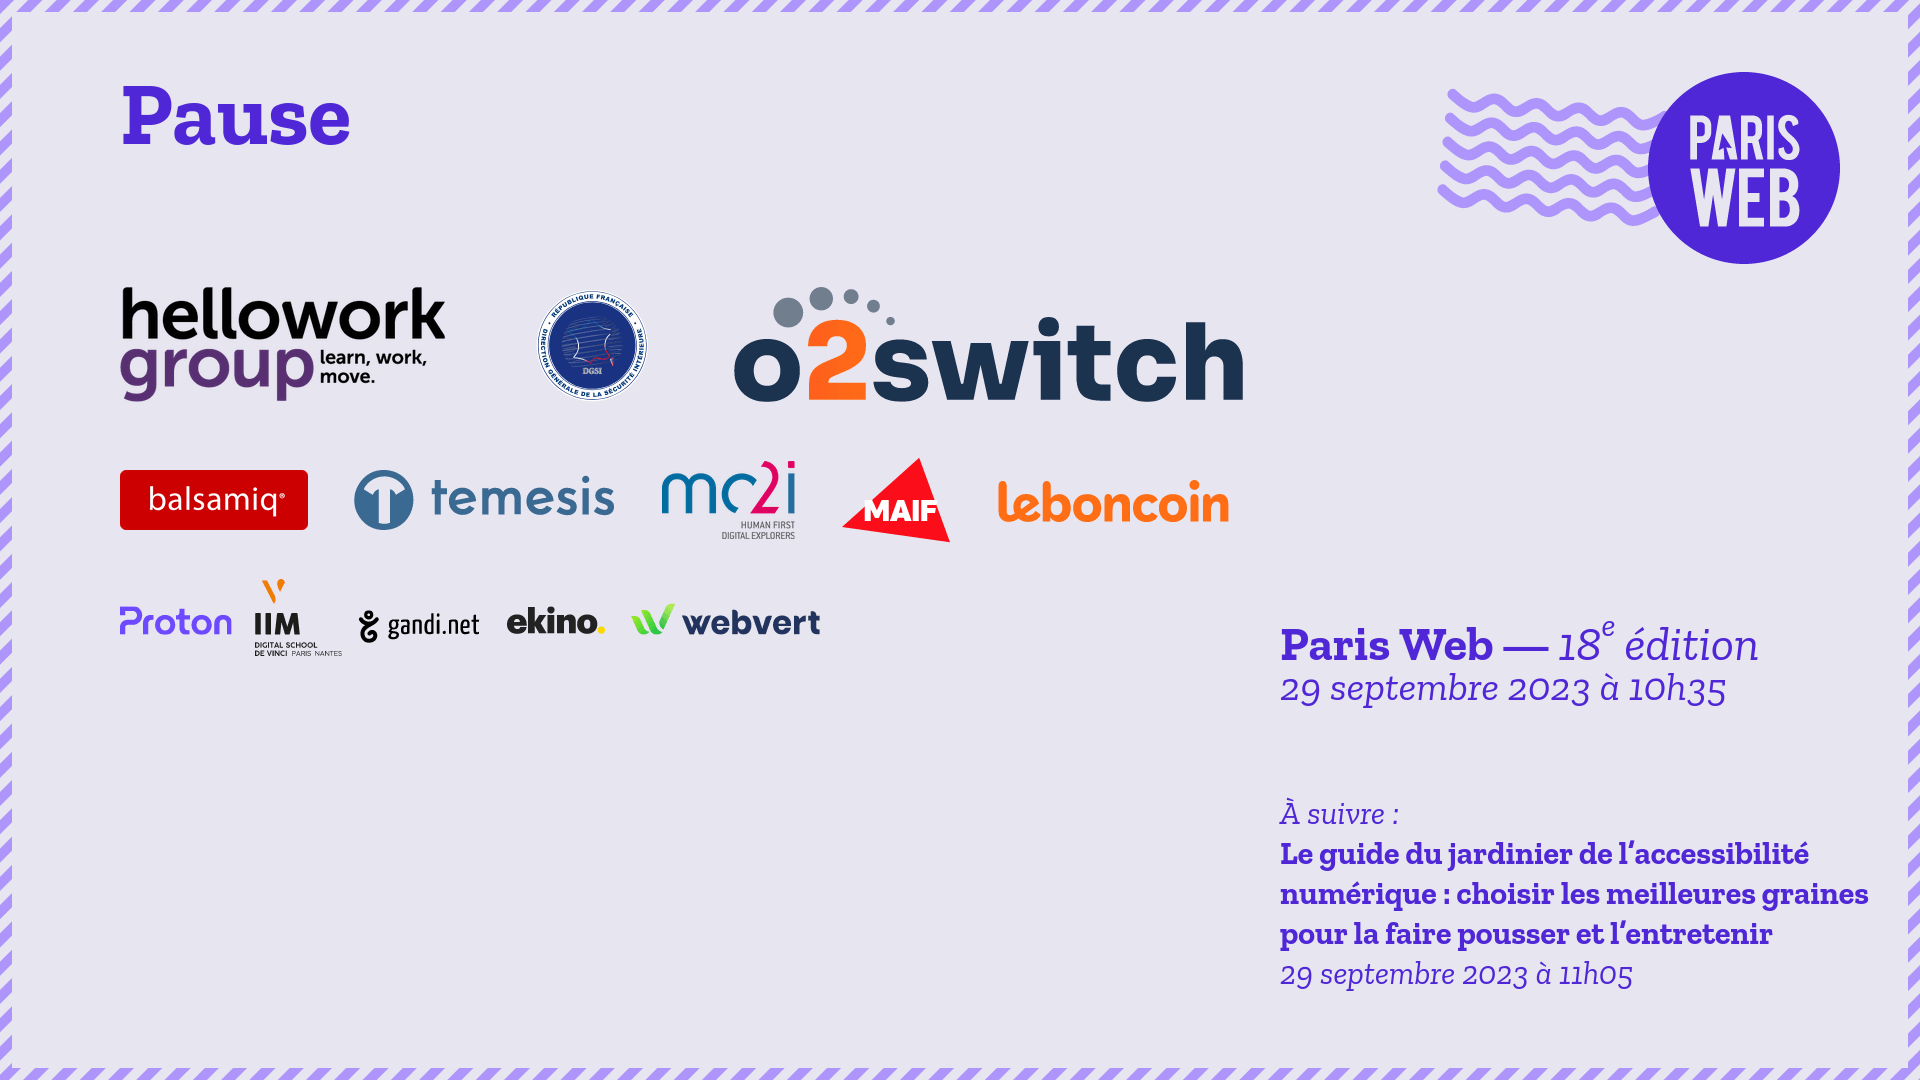 Pause
PARIS
WEB
hellowork
group learn, work,
move.
RÉPUBLIQUE FRANÇAISE
DGSI
DIRECTION GÉNÉRALE DE LA SÉCURITÉ INTÉRIEURE
o2switch
balsamiq®
temesis
mc2i
HUMAN FIRST
DIGITAL EXPLORERS
MAIF
leboncoin
Proton
IIM
DIGITAL SCHOOL
DE VINCI PARIS NANTES
gandi.net
ekino.
webvert
Paris Web — 18e édition
29 septembre 2023 à 10h35
À suivre :
Le guide du jardinier de l’accessibilité
numérique : choisir les meilleures graines
pour la faire pousser et l’entretenir
29 septembre 2023 à 11h05